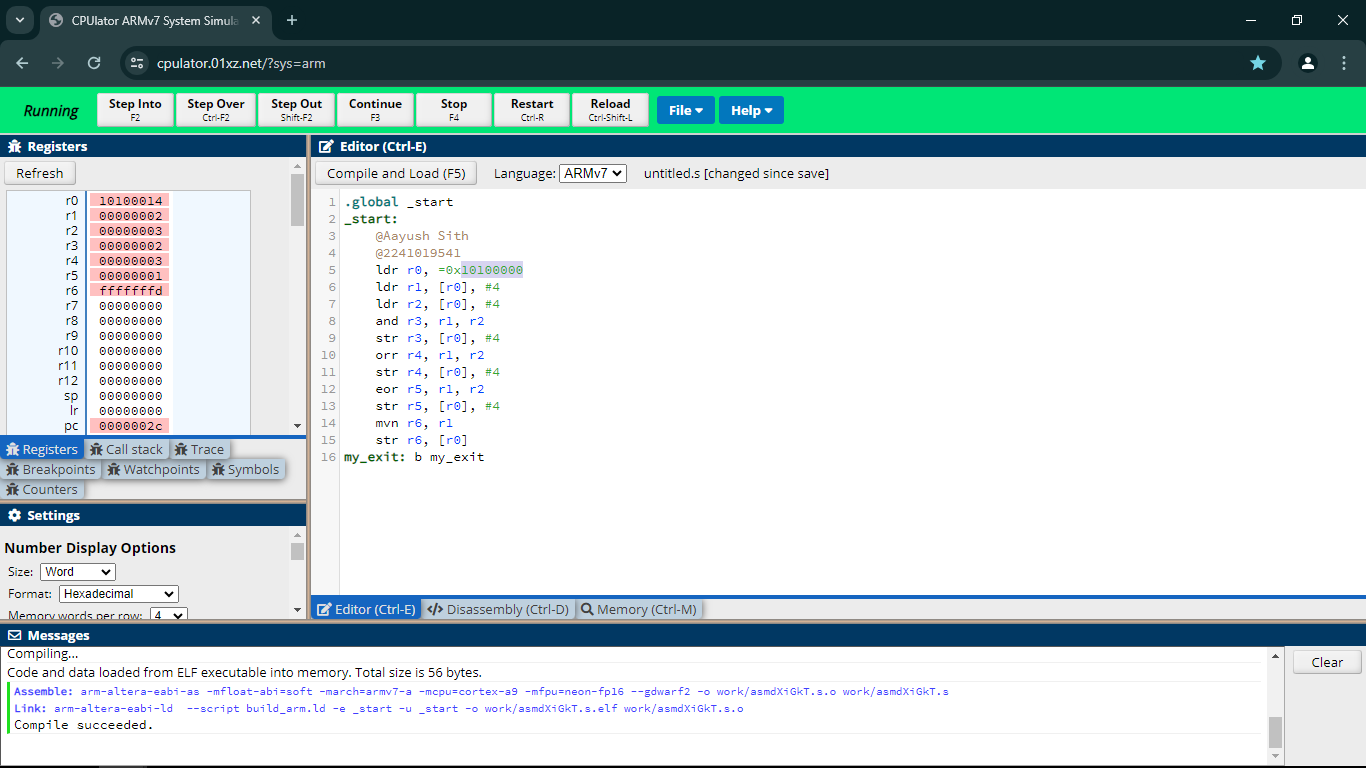 CPUlator ARMv7 System Simula
cpulator.01xz.net/?sys=arm
Running
Step Into
F2
Step Over
Ctrl-F2
Step Out
Shift-F2
Continue
F3
Stop
F4
Restart
Ctrl-R
Reload
Ctrl-Shift-L
File
Help
Registers
Refresh
r0 10100014
r1 00000002
r2 00000003
r3 00000002
r4 00000003
r5 00000001
r6 fffffffd
r7 00000000
r8 00000000
r9 00000000
r10 00000000
r11 00000000
r12 00000000
sp 00000000
lr 00000000
pc 0000002c
Registers Call stack Trace
Breakpoints Watchpoints Symbols
Counters
Settings
Number Display Options
Size: Word
Format: Hexadecimal
Memory words per row: 4
Editor (Ctrl-E)
Compile and Load (F5) Language: ARMv7 untitled.s [changed since save]
1 .global _start
2 _start:
3 @Aayush Sith
4 @2241019541
5 ldr r0, =0x10100000
6 ldr r1, [r0], #4
7 ldr r2, [r0], #4
8 and r3, r1, r2
9 str r3, [r0], #4
10 orr r4, r1, r2
11 str r4, [r0], #4
12 eor r5, r1, r2
13 str r5, [r0], #4
14 mvn r6, r1
15 str r6, [r0]
16 my_exit: b my_exit
Editor (Ctrl-E) Disassembly (Ctrl-D) Memory (Ctrl-M)
Messages
Clear
Compiling...
Code and data loaded from ELF executable into memory. Total size is 56 bytes.
Assemble: arm-altera-eabi-as -mfloat-abi=soft -march=armv7-a -mcpu=cortex-a9 -mfpu=neon-fp16 --gdwarf2 -o work/asmdXiGkT.s.o work/asmdXiGkT.s
Link: arm-altera-eabi-ld --script build_arm.ld -e _start -u _start -o work/asmdXiGkT.s.elf work/asmdXiGkT.s.o
Compile succeeded.